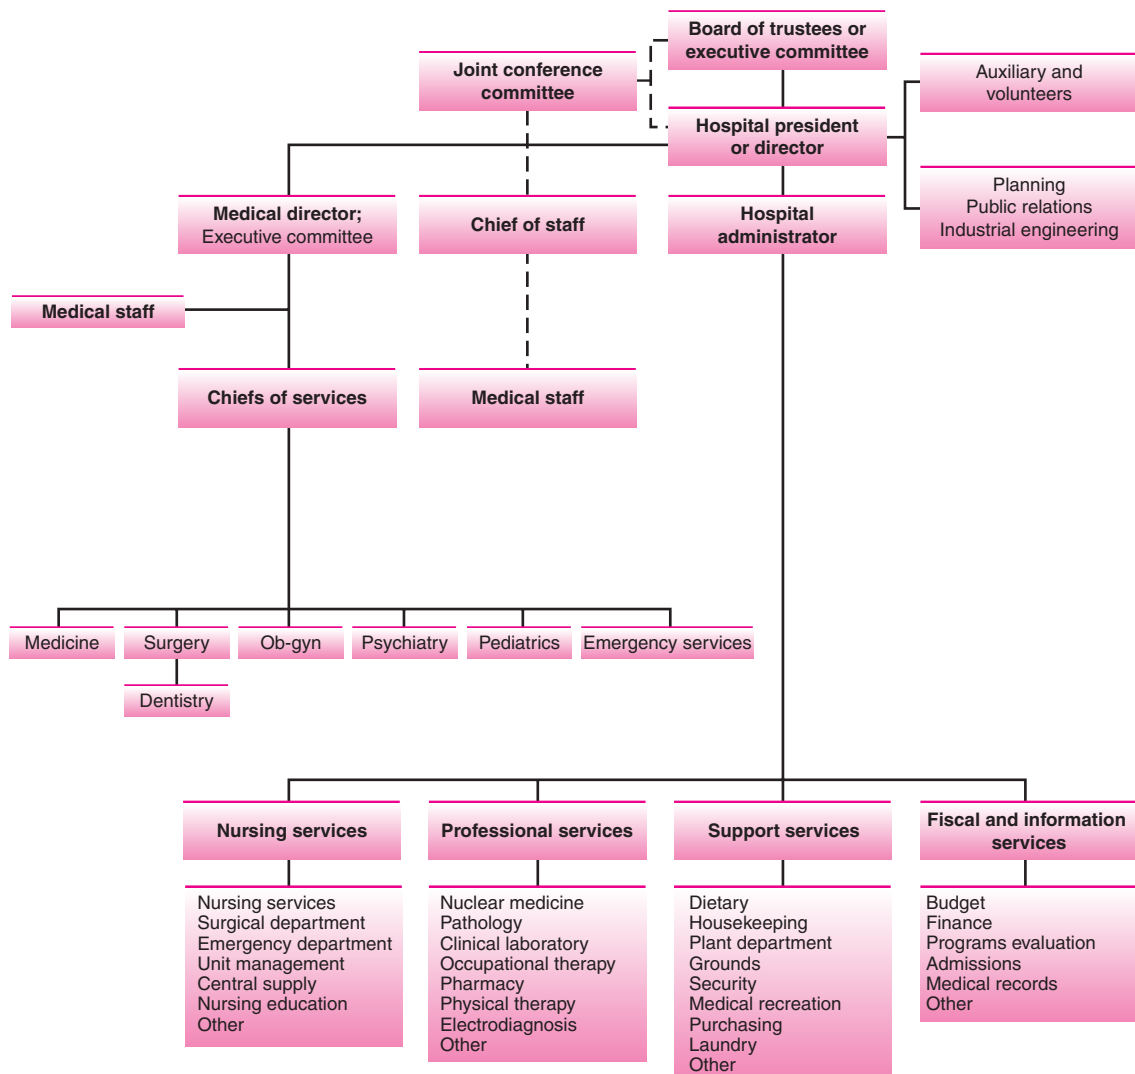 Board of trustees or
executive committee
Joint conference
committee
Auxiliary and
volunteers
Hospital president
or director
Planning
Public relations
Industrial engineering
Medical director;
Executive committee
Chief of staff
Hospital
administrator
Medical staff
Chiefs of services
Medical staff
Medicine
Surgery
Ob-gyn
Psychiatry
Pediatrics
Emergency services
Dentistry
Nursing services
Professional services
Support services
Fiscal and information
services
Nursing services
Surgical department
Emergency department
Unit management
Central supply
Nursing education
Other
Nuclear medicine
Pathology
Clinical laboratory
Occupational therapy
Pharmacy
Physical therapy
Electrodiagnosis
Other
Dietary
Housekeeping
Plant department
Grounds
Security
Medical recreation
Purchasing
Laundry
Other
Budget
Finance
Programs evaluation
Admissions
Medical records
Other